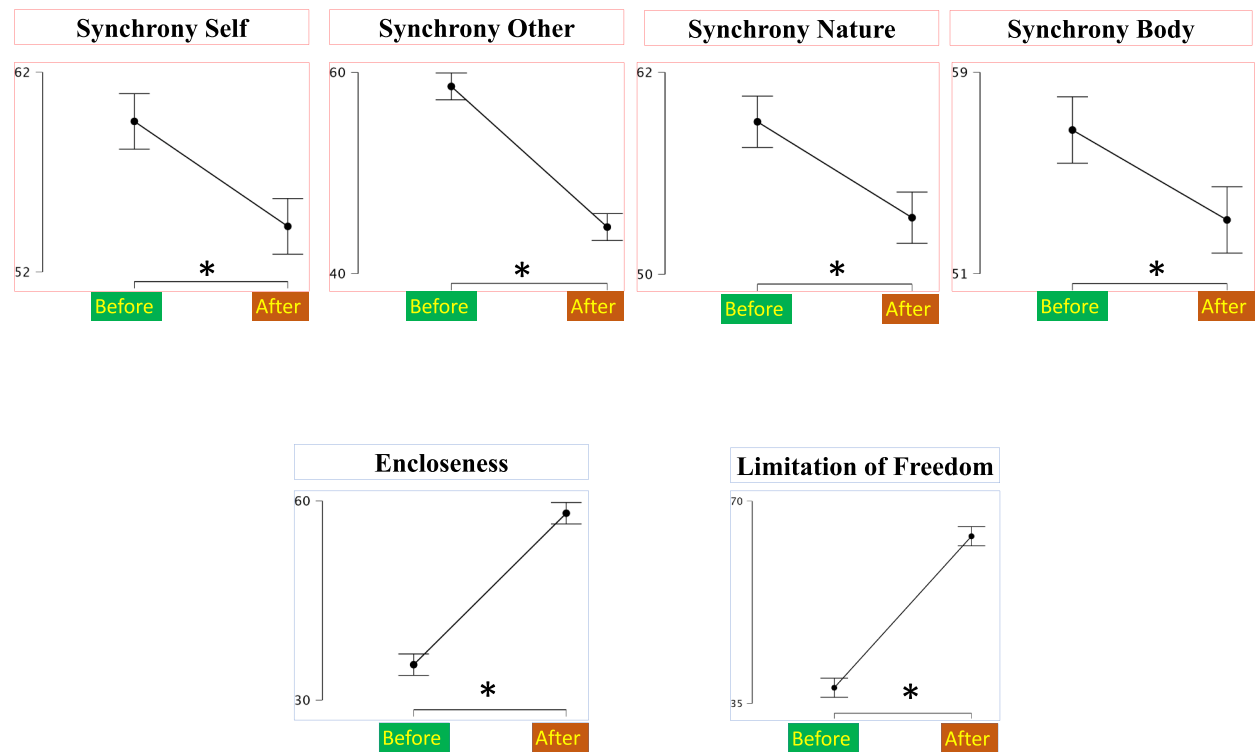 Synchrony Self
62
52
*
Before
After
Synchrony Other
60
40
*
Before
After
Synchrony Nature
62
50
*
Before
After
Synchrony Body
59
51
*
Before
After
Encloseness
60
30
*
Before
After
Limitation of Freedom
70
35
*
Before
After